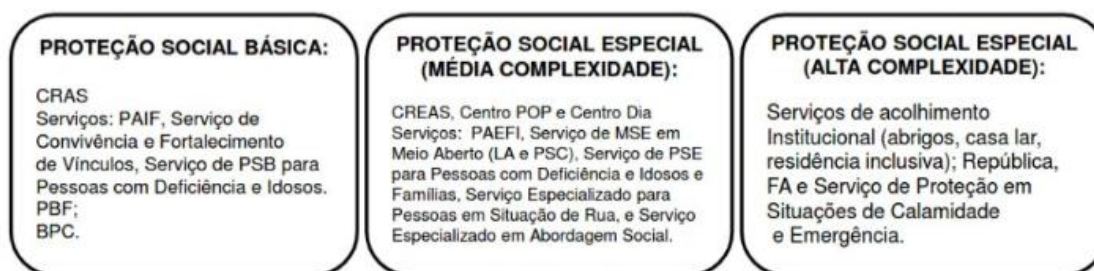 PROTEÇÃO SOCIAL BÁSICA:
CRAS
Serviços: PAIF, Serviço de
Convivência e Fortalecimento
de Vínculos, Serviço de PSB para
Pessoas com Deficiência e Idosos.
PBF;
BPC.
PROTEÇÃO SOCIAL ESPECIAL
(MÉDIA COMPLEXIDADE):
CREAS, Centro POP e Centro Dia
Serviços: PAEFI, Serviço de MSE em
Meio Aberto (LA e PSC), Serviço de PSE
para Pessoas com Deficiência e Idosos e
Famílias, Serviço Especializado para
Pessoas em Situação de Rua, e Serviço
Especializado em Abordagem Social.
PROTEÇÃO SOCIAL ESPECIAL
(ALTA COMPLEXIDADE):
Serviços de acolhimento
Institucional (abrigos, casa lar,
residência inclusiva); República,
FA e Serviço de Proteção em
Situações de Calamidade
e Emergência.